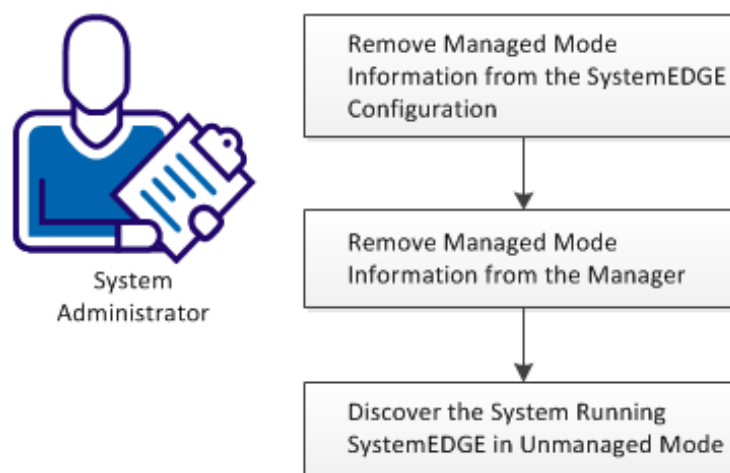 Remove Managed Mode
Information from the SystemEDGE
Configuration
Remove Managed Mode
Information from the Manager
System
Administrator
Discover the System Running
SystemEDGE in Unmanaged Mode